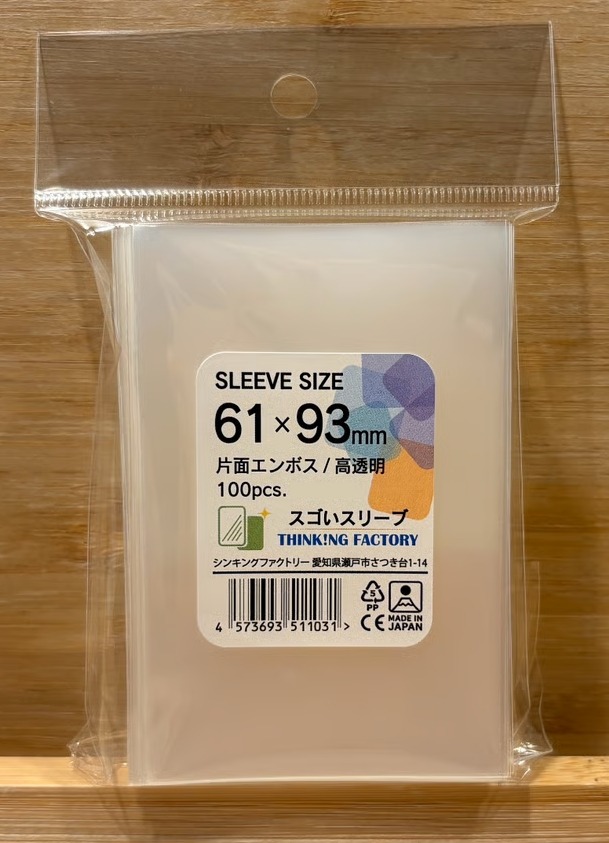 SLEEVE SIZE
61×93mm
片面エンボス / 高透明
100pcs.
スゴいスリーブ
THINK!NG FACTORY
シンキングファクトリー 愛知県瀬戸市さつき台1-14
4 573693 511031 >
5
PP
CE MADE IN
JAPAN